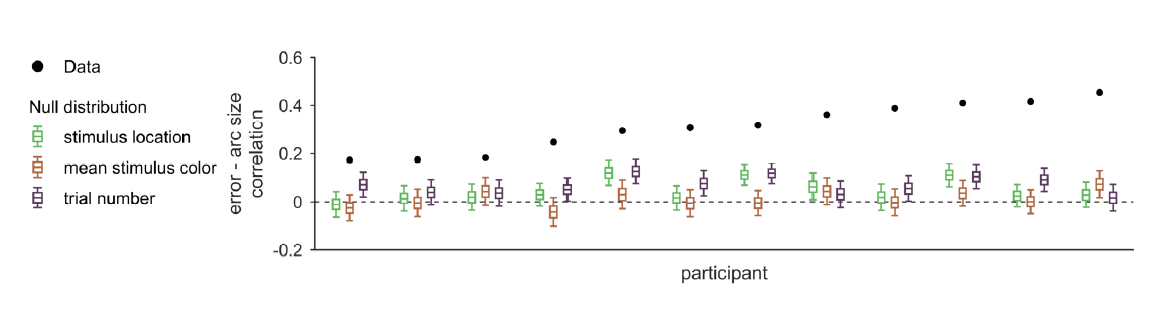 Data
Null distribution
stimulus location
mean stimulus color
trial number
error - arc size
correlation
0.6
0.4
0.2
0
-0.2
participant